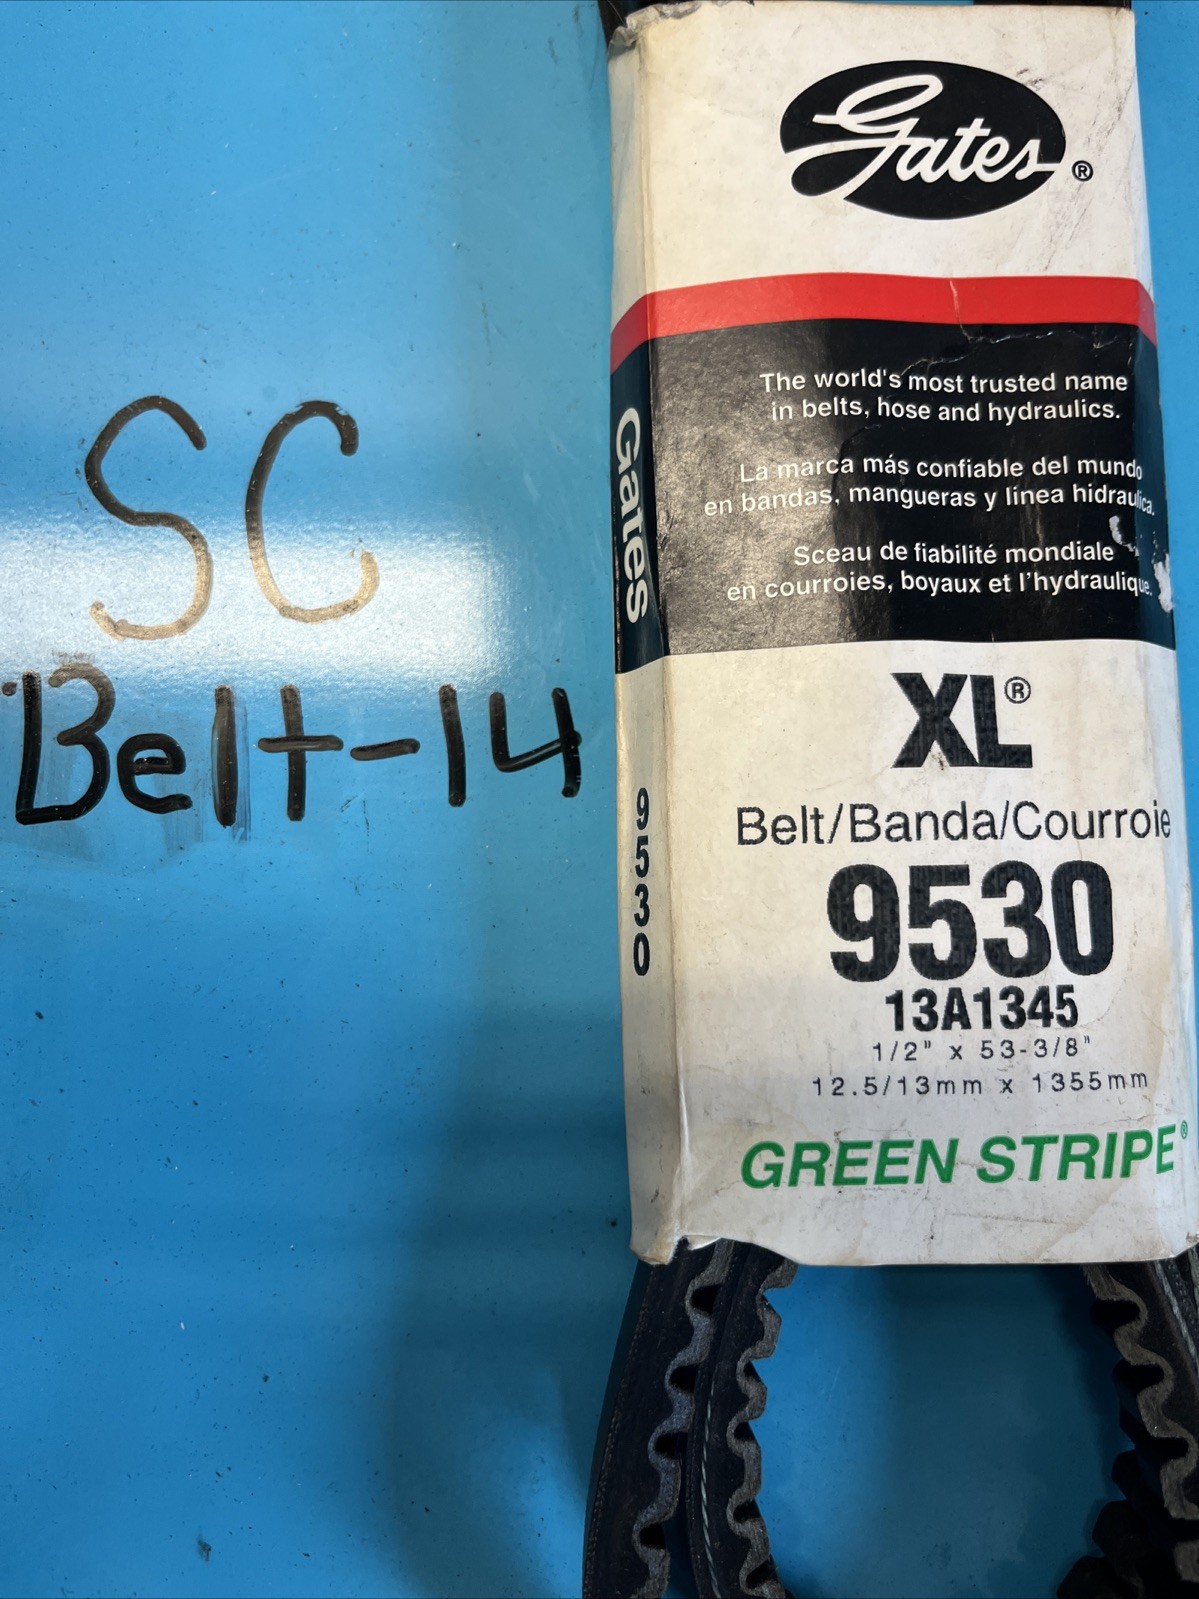 SC
Belt-14
Gates®
The world's most trusted name
in belts, hose and hydraulics.
La marca más confiable del mundo
en bandas, mangueras y linea hidraulica.
Sceau de fiabilité mondiale
en courroies, boyaux et l'hydraulique.
XL®
Belt/Banda/Courroie
9530
13A1345
1/2" x 53-3/8"
12.5/13mm x 1355mm
GREEN STRIPE®
Gates
9530